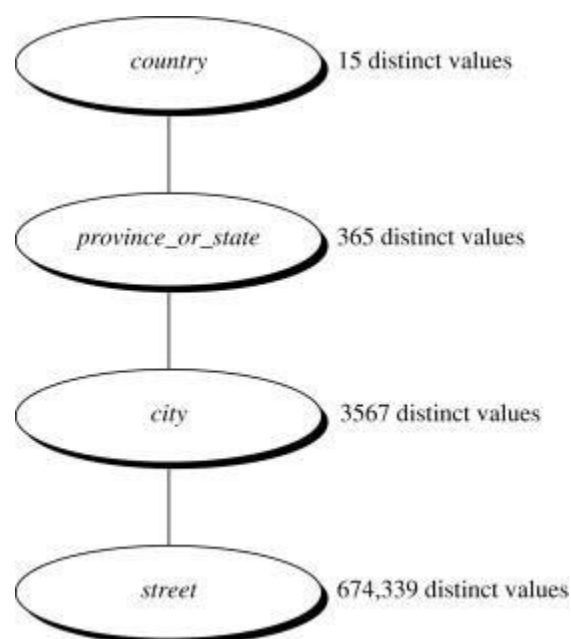 country 15 distinct values
province_or_state 365 distinct values
city 3567 distinct values
street 674,339 distinct values